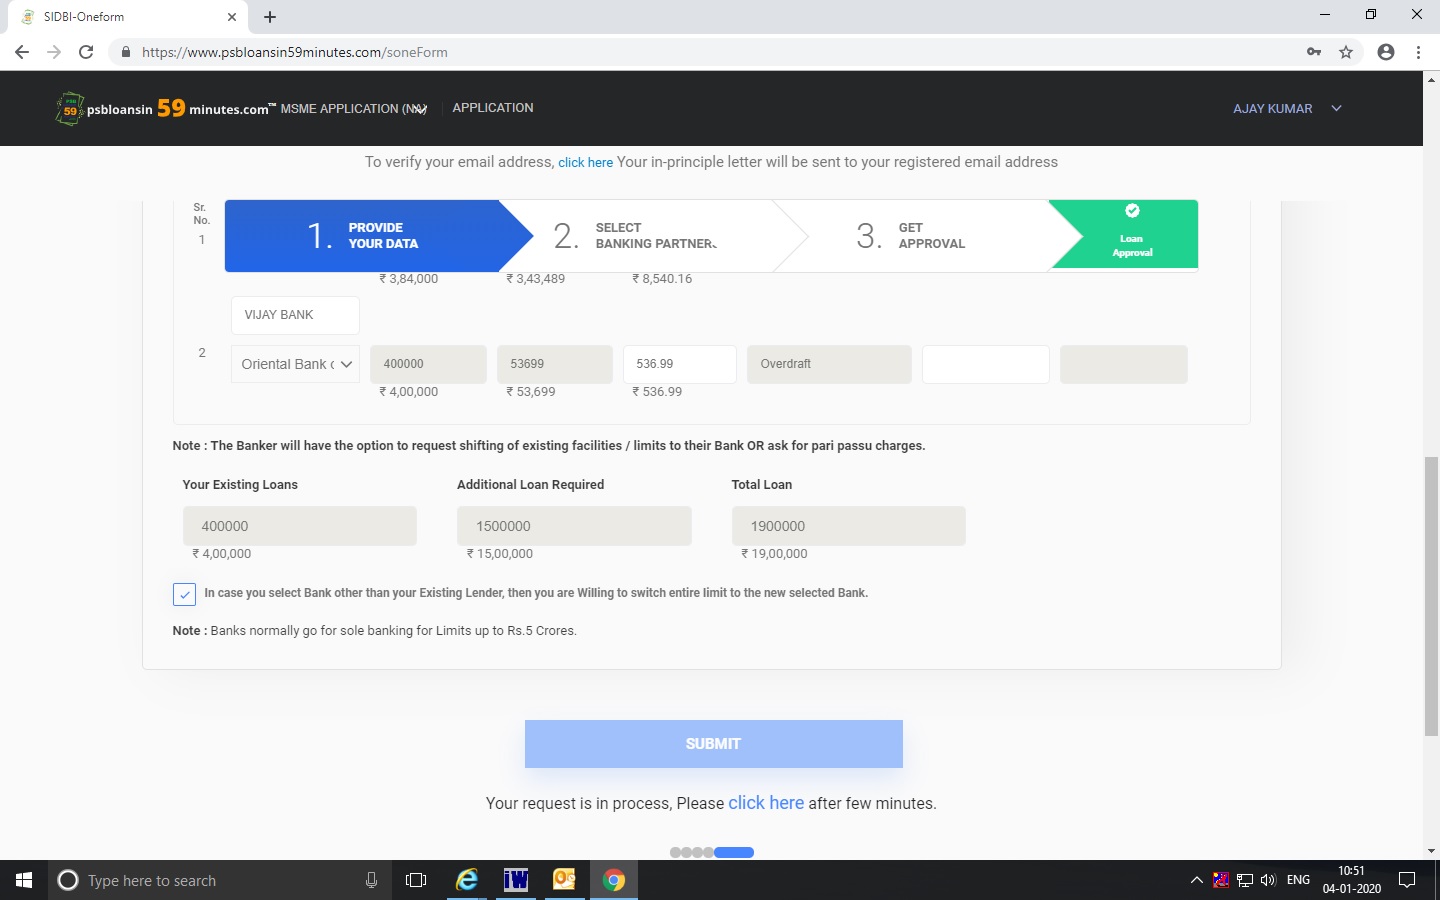 SIDBI-Oneform
https://www.psbloansin59minutes.com/soneForm
PSB 59 psbloansin 59 minutes.com™ MSME APPLICATION (NA) APPLICATION AJAY KUMAR
To verify your email address, click here Your in-principle letter will be sent to your registered email address
Sr. No.
1
1. PROVIDE YOUR DATA
2. SELECT BANKING PARTNERS
3. GET APPROVAL
Loan Approval
₹ 3,84,000 ₹ 3,43,489 ₹ 8,540.16
VIJAY BANK
2 Oriental Bank 400000 53699 536.99 Overdraft
₹ 4,00,000 ₹ 53,699 ₹ 536.99
Note : The Banker will have the option to request shifting of existing facilities / limits to their Bank OR ask for pari passu charges.
Your Existing Loans Additional Loan Required Total Loan
400000 1500000 1900000
₹ 4,00,000 ₹ 15,00,000 ₹ 19,00,000
In case you select Bank other than your Existing Lender, then you are Willing to switch entire limit to the new selected Bank.
Note : Banks normally go for sole banking for Limits up to Rs.5 Crores.
SUBMIT
Your request is in process, Please click here after few minutes.
Type here to search
ENG
10:51
04-01-2020